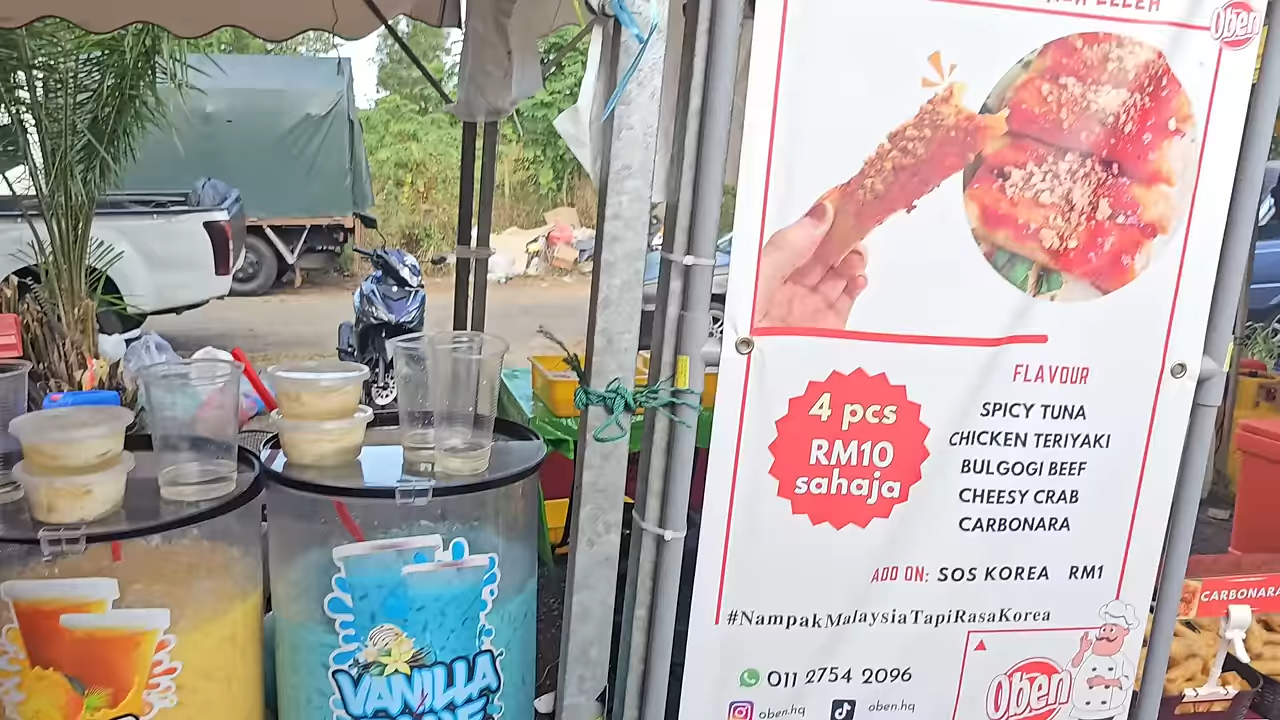 Oben
FLAVOUR
4 pcs
RM10
sahaja
SPICY TUNA
CHICKEN TERIYAKI
BULGOGI BEEF
CHEESY CRAB
CARBONARA
ADD ON: SOS KOREA RM1
#NampakMalaysiaTapiRasaKorea
011 2754 2096
oben.hq
oben.hq
Oben
CARBONARA
VANILLA